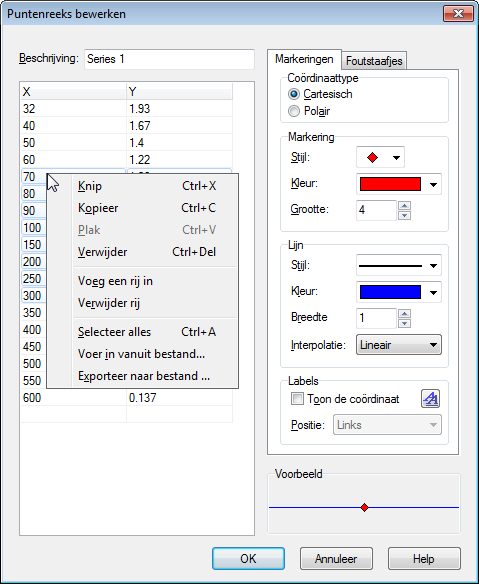 Puntenreeks bewerken
Beschrijving: Series 1
X Y
32 1.93
40 1.67
50 1.4
60 1.22
70
80
90
100
150
200
250
300
350
400
450
500
550
600 0.137
Knip Ctrl+X
Kopieer Ctrl+C
Plak Ctrl+V
Verwijder Ctrl+Del
Voeg een rij in
Verwijder rij
Selecteer alles Ctrl+A
Voer in vanuit bestand...
Exporteer naar bestand ...
Markeringen Foutstaafjes
Coördinaattype
Cartesisch
Polair
Markering
Stijl:
Kleur:
Grootte: 4
Lijn
Stijl:
Kleur:
Breedte 1
Interpolatie: Lineair
Labels
Toon de coördinaat
Positie: Links
Voorbeeld
OK Annuleer Help